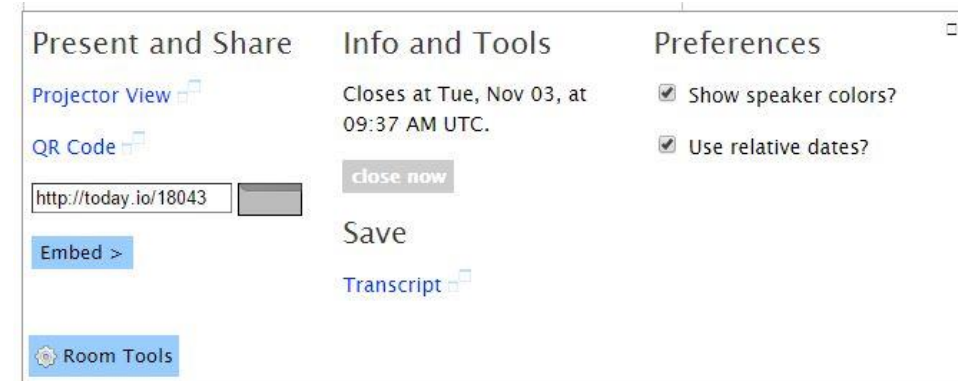 Present and Share
Projector View
QR Code
http://today.io/18043
Embed >
Room Tools
Info and Tools
Closes at Tue, Nov 03, at
09:37 AM UTC.
close now
Save
Transcript
Preferences
Show speaker colors?
Use relative dates?